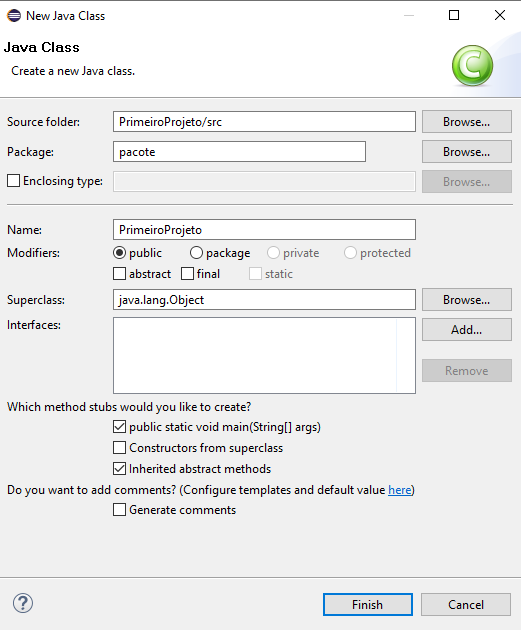 New Java Class
Java Class
Create a new Java class.
Source folder: PrimeiroProjeto/src Browse...
Package: pacote Browse...
Enclosing type: Browse...
Name: PrimeiroProjeto
Modifiers: public package private protected
abstract final static
Superclass: java.lang.Object Browse...
Interfaces: Add...
Remove
Which method stubs would you like to create?
public static void main(String[] args)
Constructors from superclass
Inherited abstract methods
Do you want to add comments? (Configure templates and default value here)
Generate comments
? Finish Cancel